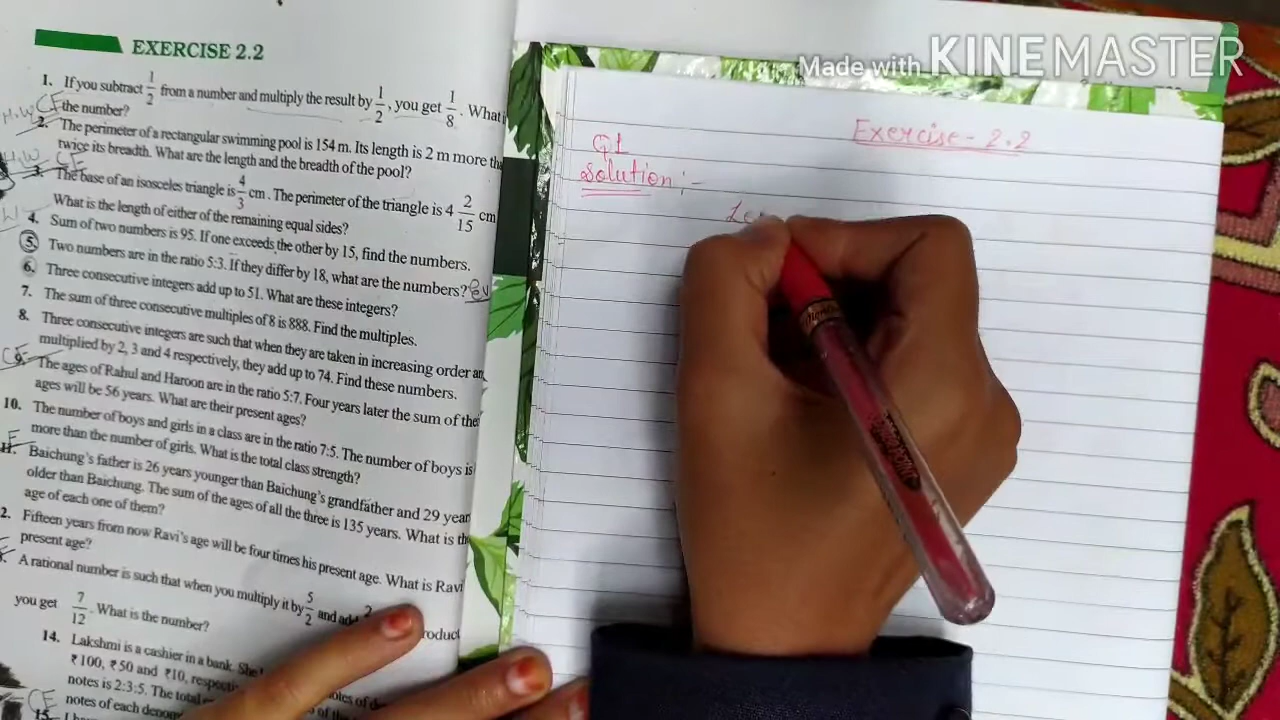 Made with KINEMASTER
EXERCISE 2.2
1. If you subtract 1/2 from a number and multiply the result by 1/2, you get 1/8. What
the number?
H.W CE
2. The perimeter of a rectangular swimming pool is 154 m. Its length is 2 m more
twice its breadth. What are the length and the breadth of the pool?
H.W CE
3. The base of an isosceles triangle is 4/3 cm. The perimeter of the triangle is 4 2/15 cm
What is the length of either of the remaining equal sides?
4. Sum of two numbers is 95. If one exceeds the other by 15, find the numbers.
5. Two numbers are in the ratio 5:3. If they differ by 18, what are the numbers?
6. Three consecutive integers add up to 51. What are these integers?
7. The sum of three consecutive multiples of 8 is 888. Find the multiples.
8. Three consecutive integers are such that when they are taken in increasing order
multiplied by 2, 3 and 4 respectively, they add up to 74. Find these numbers.
CE
9. The ages of Rahul and Haroon are in the ratio 5:7. Four years later the sum of
ages will be 56 years. What are their present ages?
10. The number of boys and girls in a class are in the ratio 7:5. The number of boys is
more than the number of girls. What is the total class strength?
11. Baichung's father is 26 years younger than Baichung's grandfather and 29 year
older than Baichung. The sum of the ages of all the three is 135 years. What is
age of each one of them?
2. Fifteen years from now Ravi's age will be four times his present age. What is Ravi
present age?
A rational number is such that when you multiply it by 5/2 and
you get 7/12. What is the number?
14. Lakshmi is a cashier in a bank. She
₹100, ₹50 and ₹10,
notes is 2:3:5. The total
CE
notes of each
15.
Exercise - 2.2
Q1
Solution :-